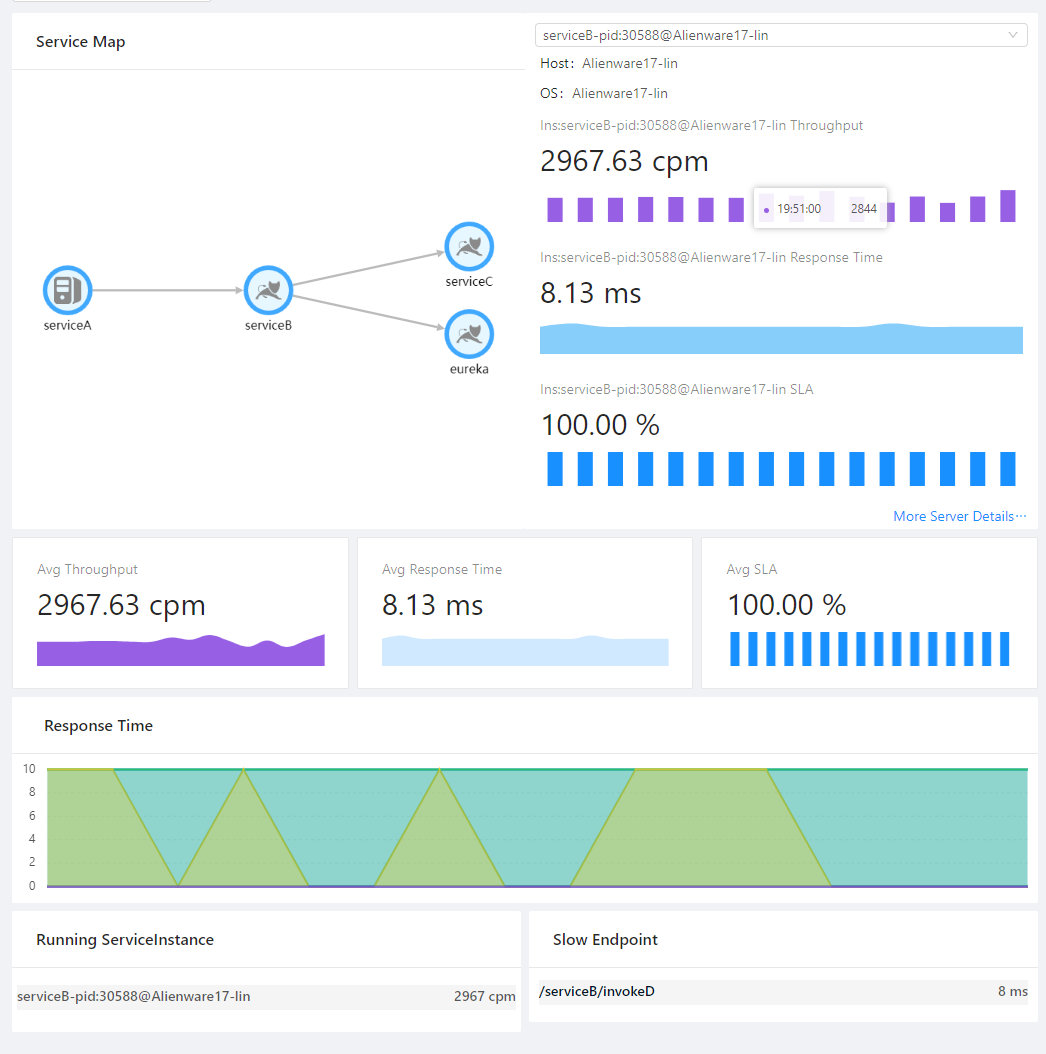 Service Map
serviceA
serviceB
serviceC
eureka
serviceB-pid:30588@Alienware17-lin
Host: Alienware17-lin
OS: Alienware17-lin
Ins:serviceB-pid:30588@Alienware17-lin Throughput
2967.63 cpm
19:51:00 2844
Ins:serviceB-pid:30588@Alienware17-lin Response Time
8.13 ms
Ins:serviceB-pid:30588@Alienware17-lin SLA
100.00 %
More Server Details···
Avg Throughput
2967.63 cpm
Avg Response Time
8.13 ms
Avg SLA
100.00 %
Response Time
10
8
6
4
2
0
Running ServiceInstance
serviceB-pid:30588@Alienware17-lin 2967 cpm
Slow Endpoint
/serviceB/invokeD 8 ms